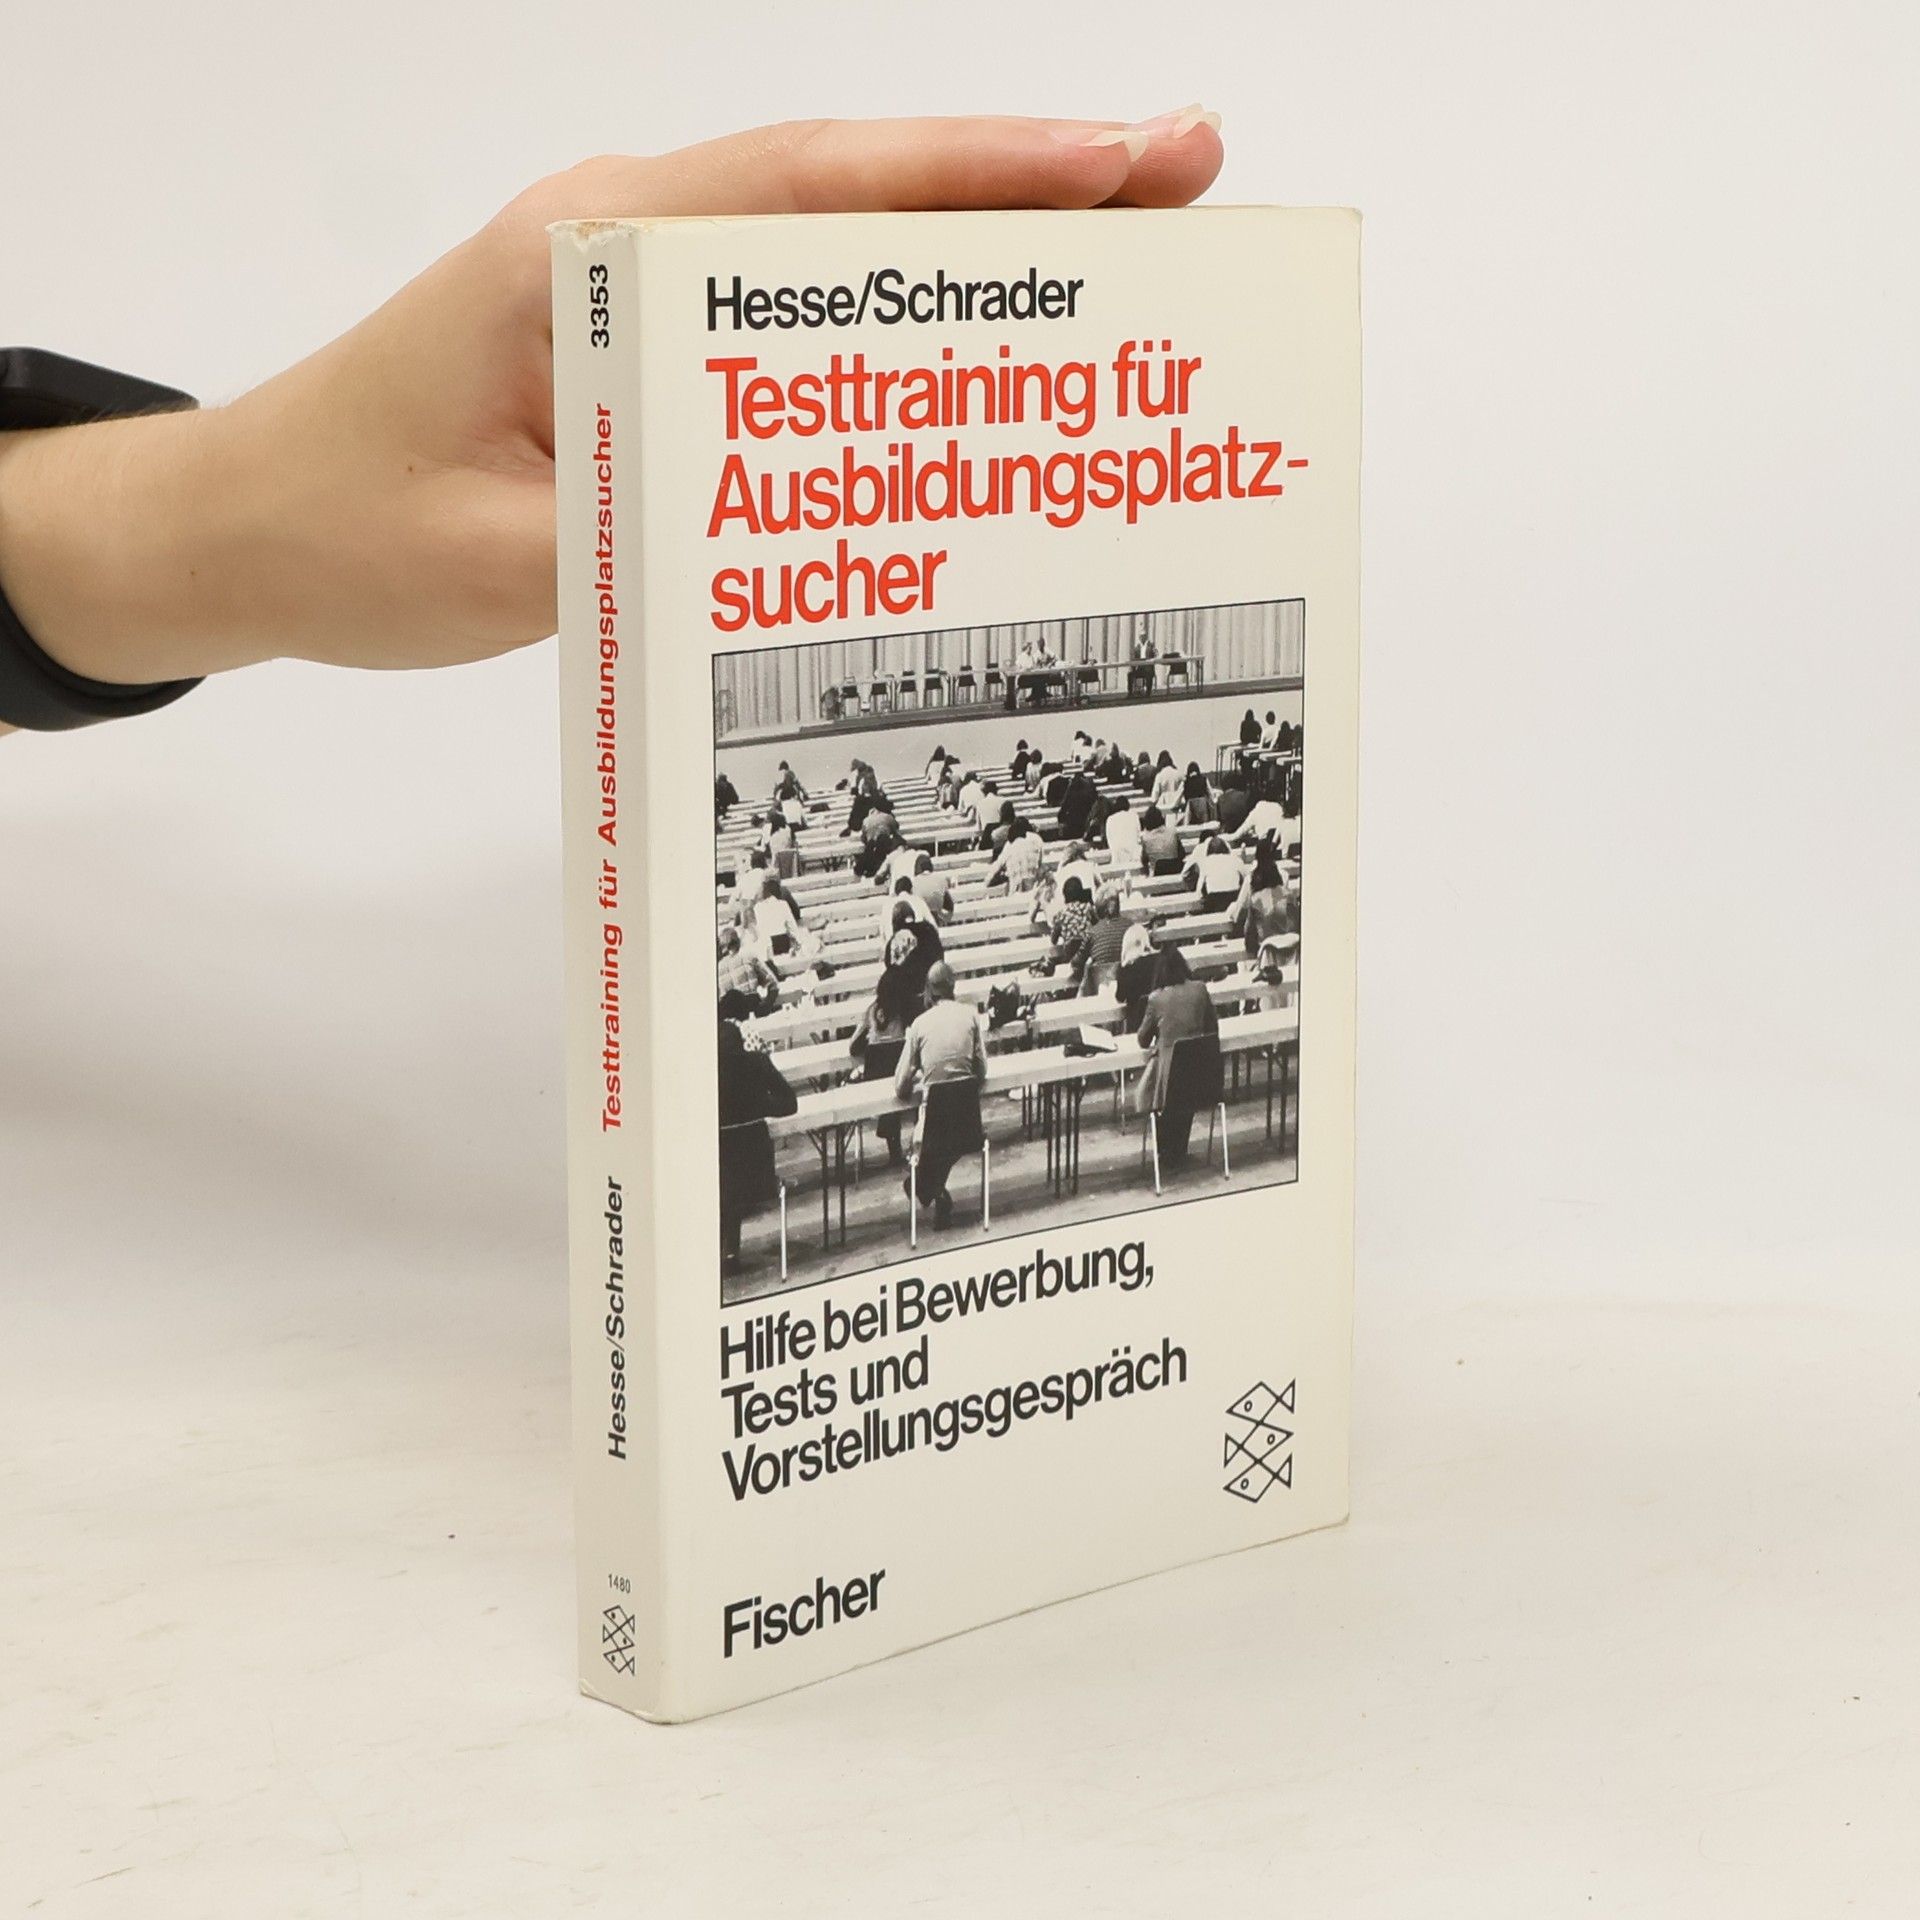 Hesse/Schrader
Testtraining für
Ausbildungsplatz-
sucher
Hilfe bei Bewerbung,
Tests und
Vorstellungsgespräch
Fischer
Hesse/Schrader Testtraining für Ausbildungsplatzsucher 3353
1480